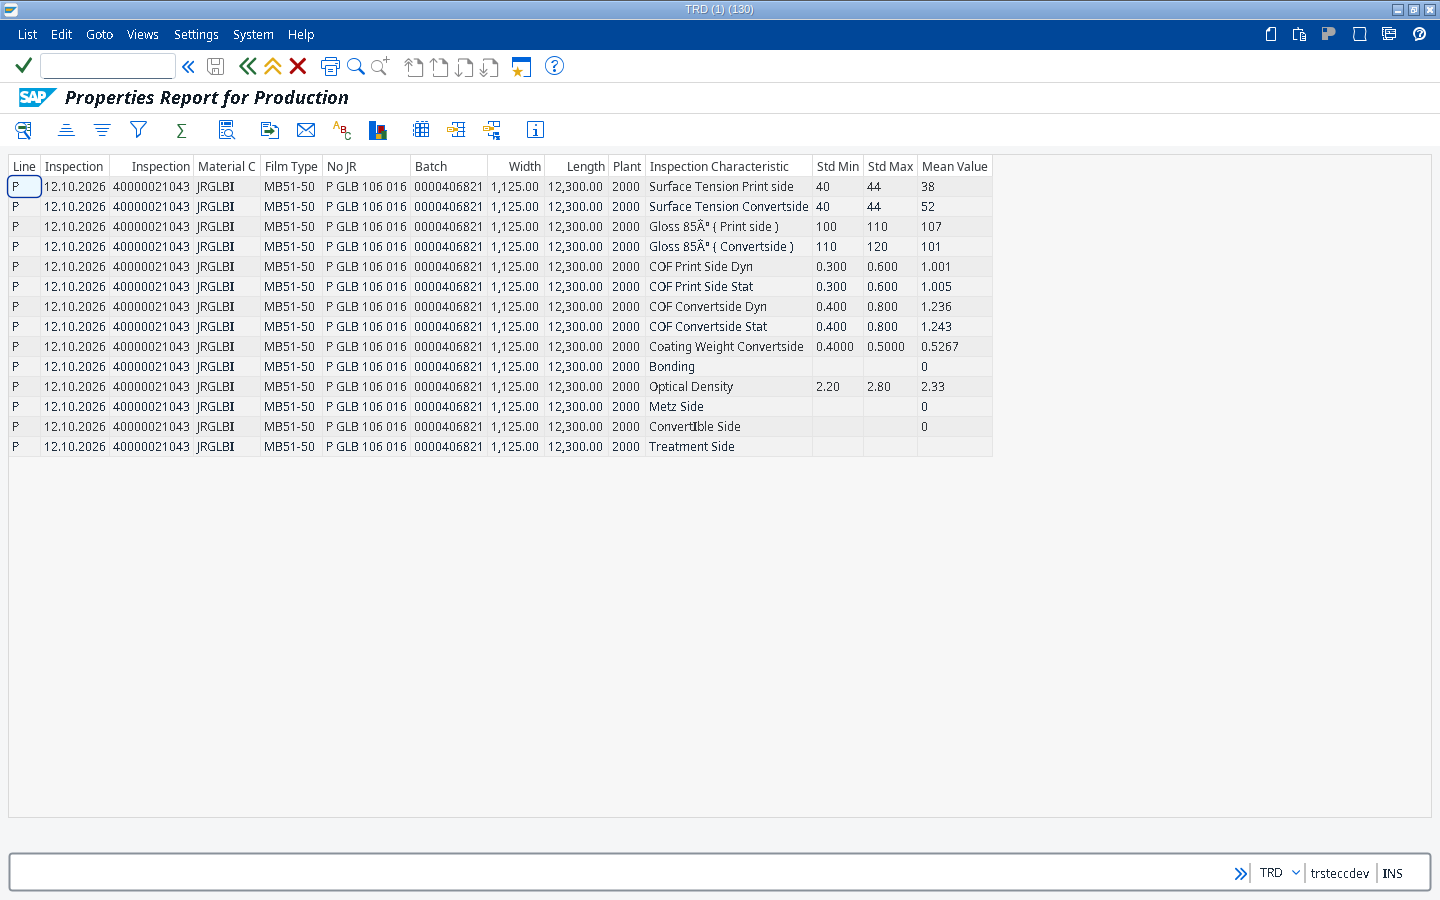 TRD (1) (130)
List Edit Goto Views Settings System Help
SAP Properties Report for Production
Line Inspection Inspection Material C Film Type No JR Batch Width Length Plant Inspection Characteristic Std Min Std Max Mean Value
P 12.10.2026 40000021043 JRGLBI MB51-50 P GLB 106 016 0000406821 1,125.00 12,300.00 2000 Surface Tension Print side 40 44 38
P 12.10.2026 40000021043 JRGLBI MB51-50 P GLB 106 016 0000406821 1,125.00 12,300.00 2000 Surface Tension Convertside 40 44 52
P 12.10.2026 40000021043 JRGLBI MB51-50 P GLB 106 016 0000406821 1,125.00 12,300.00 2000 Gloss 85Âº ( Print side ) 100 110 107
P 12.10.2026 40000021043 JRGLBI MB51-50 P GLB 106 016 0000406821 1,125.00 12,300.00 2000 Gloss 85Âº ( Convertside ) 110 120 101
P 12.10.2026 40000021043 JRGLBI MB51-50 P GLB 106 016 0000406821 1,125.00 12,300.00 2000 COF Print Side Dyn 0.300 0.600 1.001
P 12.10.2026 40000021043 JRGLBI MB51-50 P GLB 106 016 0000406821 1,125.00 12,300.00 2000 COF Print Side Stat 0.300 0.600 1.005
P 12.10.2026 40000021043 JRGLBI MB51-50 P GLB 106 016 0000406821 1,125.00 12,300.00 2000 COF Convertside Dyn 0.400 0.800 1.236
P 12.10.2026 40000021043 JRGLBI MB51-50 P GLB 106 016 0000406821 1,125.00 12,300.00 2000 COF Convertside Stat 0.400 0.800 1.243
P 12.10.2026 40000021043 JRGLBI MB51-50 P GLB 106 016 0000406821 1,125.00 12,300.00 2000 Coating Weight Convertside 0.4000 0.5000 0.5267
P 12.10.2026 40000021043 JRGLBI MB51-50 P GLB 106 016 0000406821 1,125.00 12,300.00 2000 Bonding 0
P 12.10.2026 40000021043 JRGLBI MB51-50 P GLB 106 016 0000406821 1,125.00 12,300.00 2000 Optical Density 2.20 2.80 2.33
P 12.10.2026 40000021043 JRGLBI MB51-50 P GLB 106 016 0000406821 1,125.00 12,300.00 2000 Metz Side 0
P 12.10.2026 40000021043 JRGLBI MB51-50 P GLB 106 016 0000406821 1,125.00 12,300.00 2000 ConvertIble Side 0
P 12.10.2026 40000021043 JRGLBI MB51-50 P GLB 106 016 0000406821 1,125.00 12,300.00 2000 Treatment Side
TRD trsteccdev INS